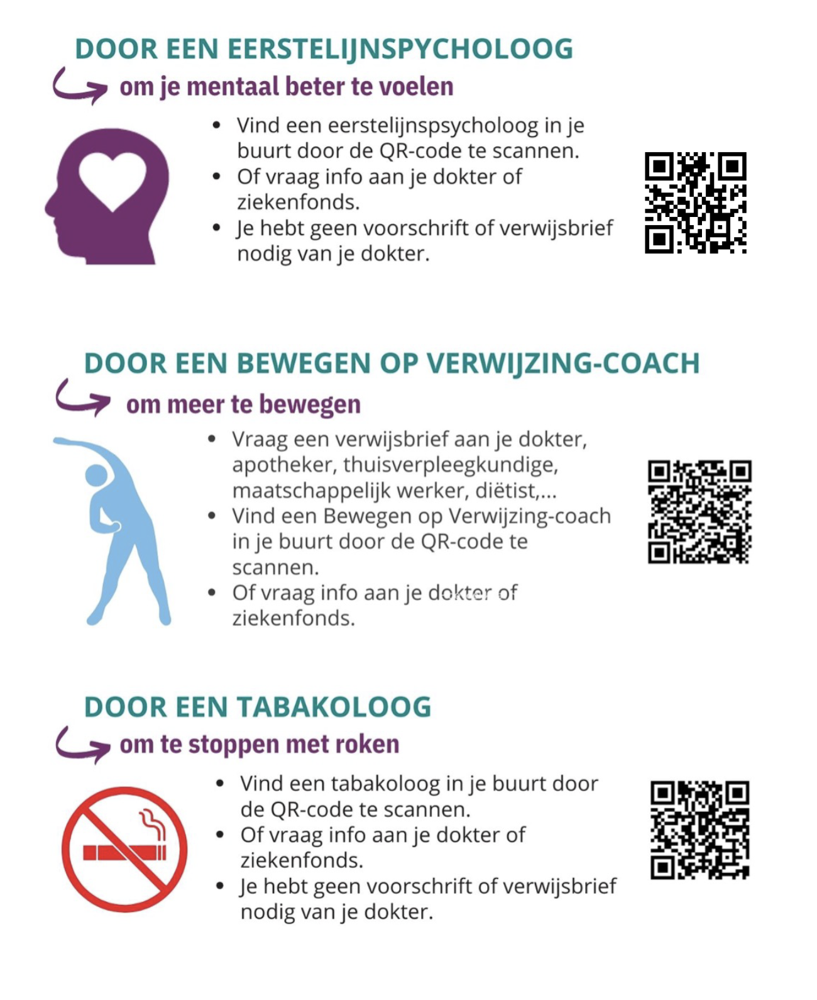 DOOR EEN EERSTELIJNSPYCHOLOOG
om je mentaal beter te voelen
• Vind een eerstelijnspsycholoog in je
buurt door de QR-code te scannen.
• Of vraag info aan je dokter of
ziekenfonds.
• Je hebt geen voorschrift of verwijsbrief
nodig van je dokter.
DOOR EEN BEWEGEN OP VERWIJZING-COACH
om meer te bewegen
• Vraag een verwijsbrief aan je dokter,
apotheker, thuisverpleegkundige,
maatschappelijk werker, diëtist,...
• Vind een Bewegen op Verwijzing-coach
in je buurt door de QR-code te
scannen.
• Of vraag info aan je dokter of
ziekenfonds.
DOOR EEN TABAKOLOOG
om te stoppen met roken
• Vind een tabakoloog in je buurt door
de QR-code te scannen.
• Of vraag info aan je dokter of
ziekenfonds.
• Je hebt geen voorschrift of verwijsbrief
nodig van je dokter.